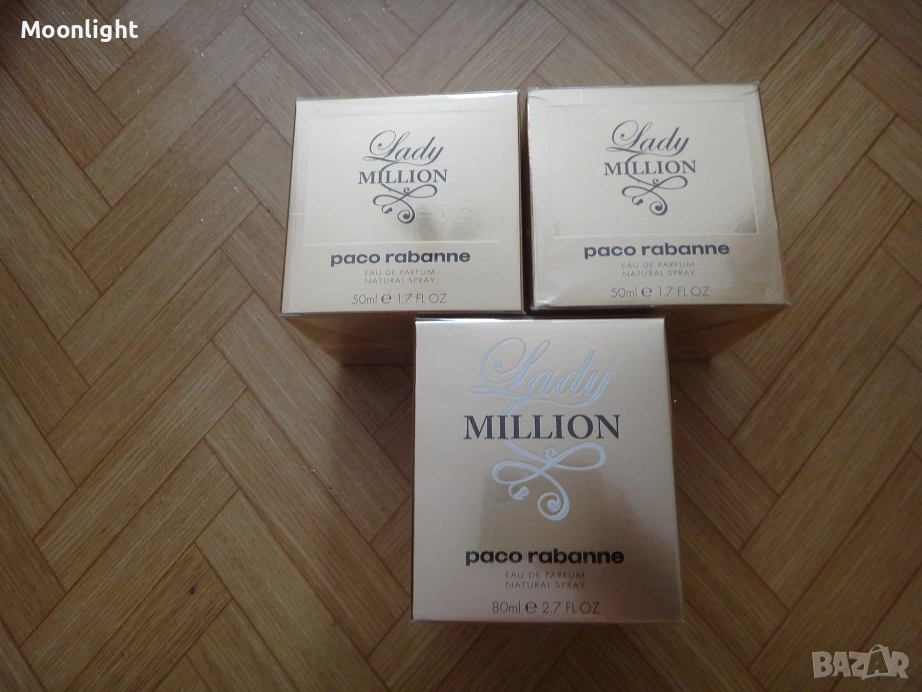 Moonlight
Lady
MILLION
paco rabanne
EAU DE PARFUM
NATURAL SPRAY
50ml e 1.7 FL OZ
Lady
MILLION
paco rabanne
EAU DE PARFUM
NATURAL SPRAY
50ml e 1.7 FL OZ
Lady
MILLION
paco rabanne
EAU DE PARFUM
NATURAL SPRAY
80ml e 2.7 FL OZ
BAZAR